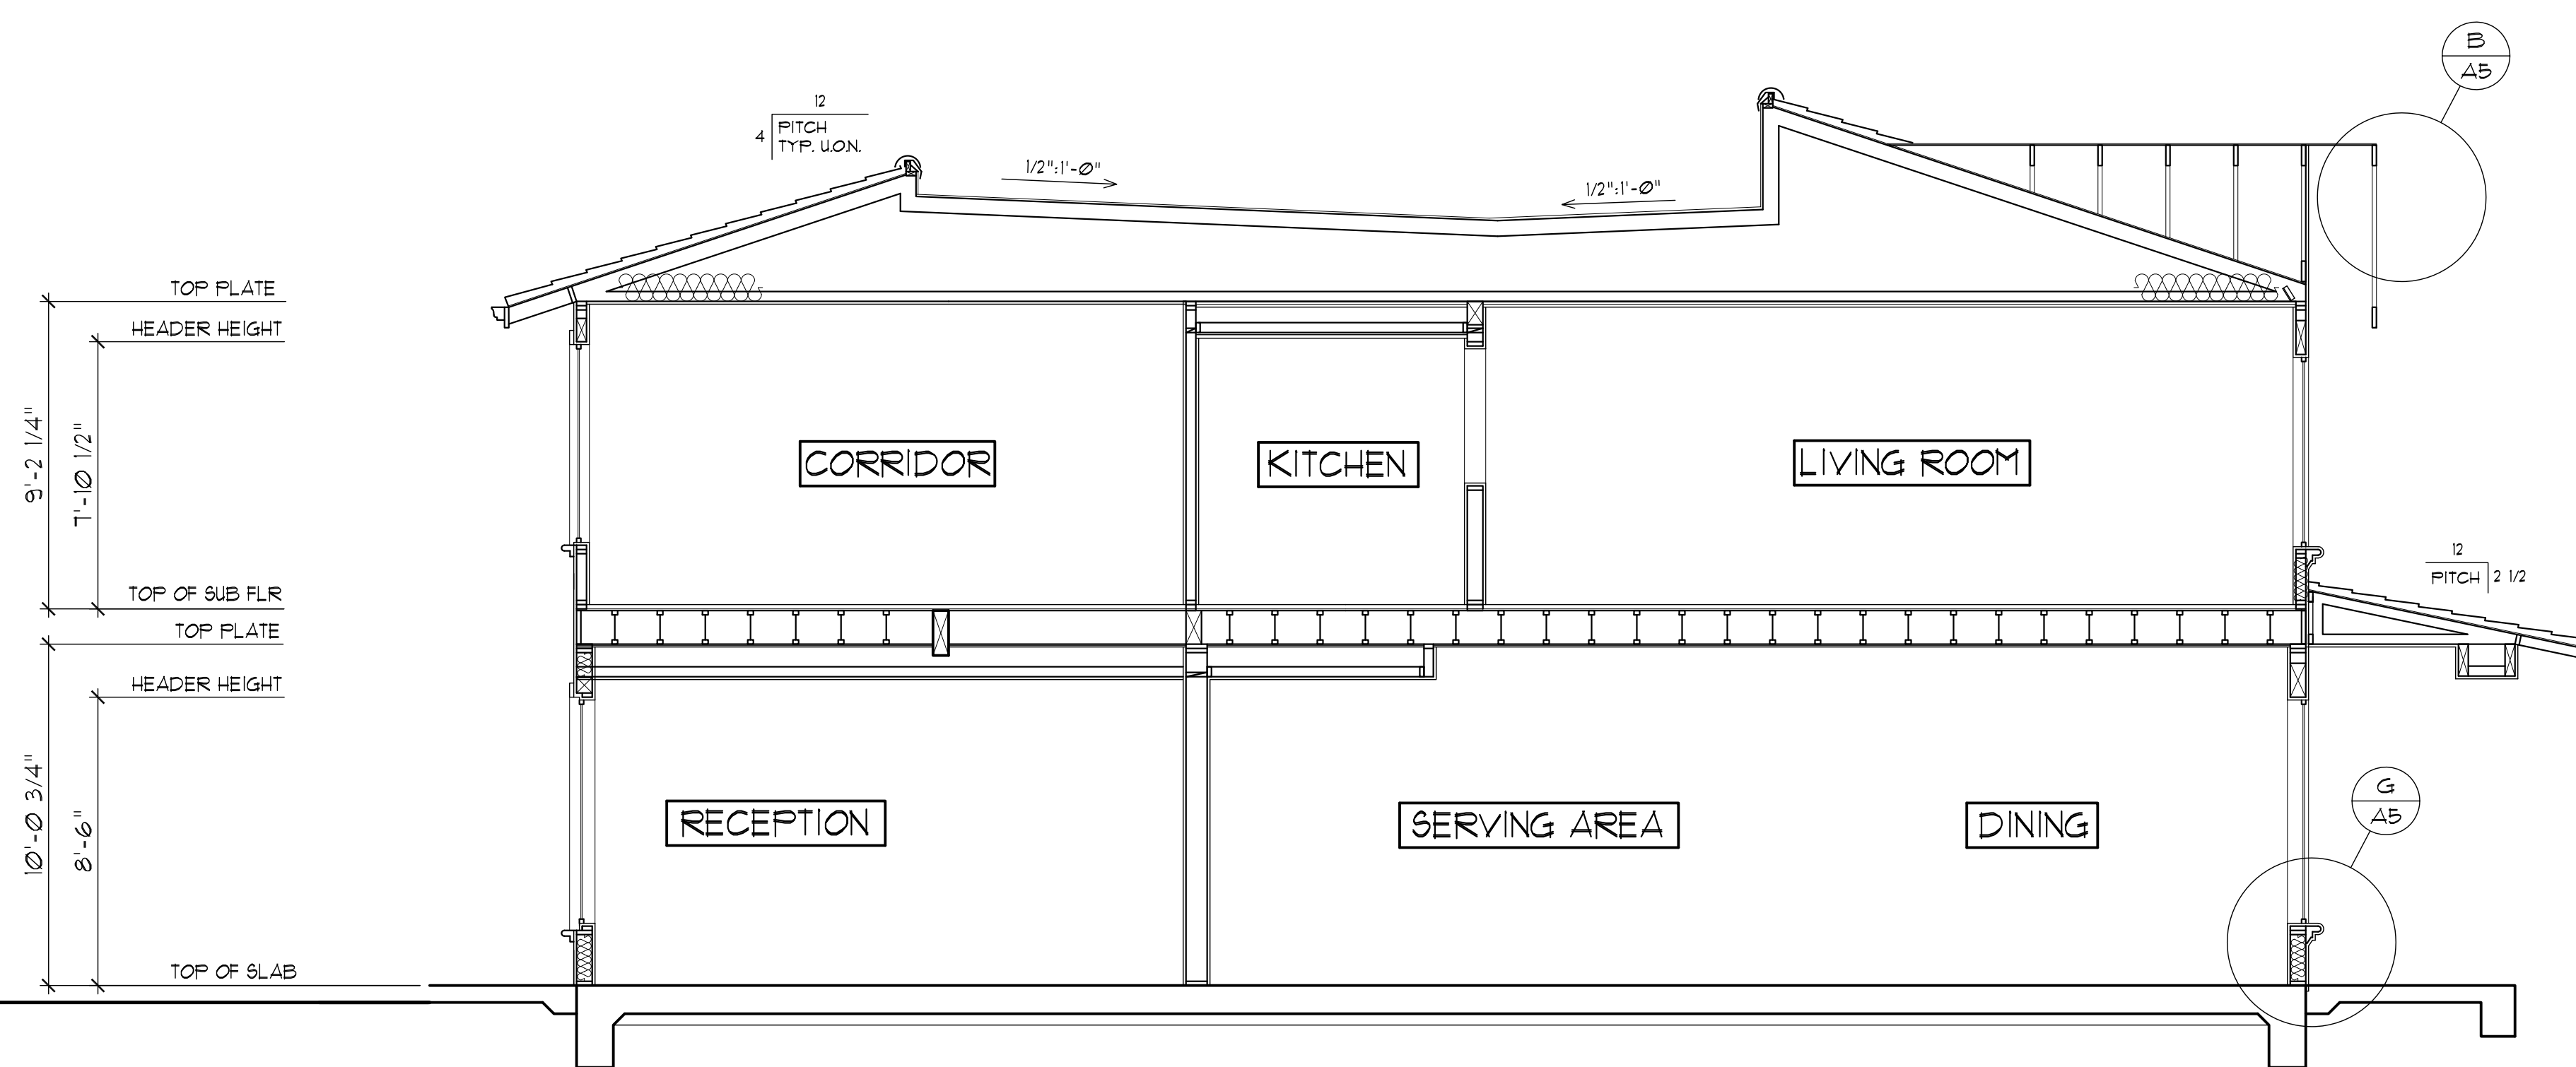 B
A5
12
4
PITCH
TYP. U.O.N.
1/2":1'-0"
1/2":1'-0"
TOP PLATE
HEADER HEIGHT
9'-2 1/4"
7'-10 1/2"
CORRIDOR
KITCHEN
LIVING ROOM
12
PITCH
2 1/2
TOP OF SUB FLR
TOP PLATE
HEADER HEIGHT
10'-0 3/4"
8'-6"
RECEPTION
SERVING AREA
DINING
G
A5
TOP OF SLAB